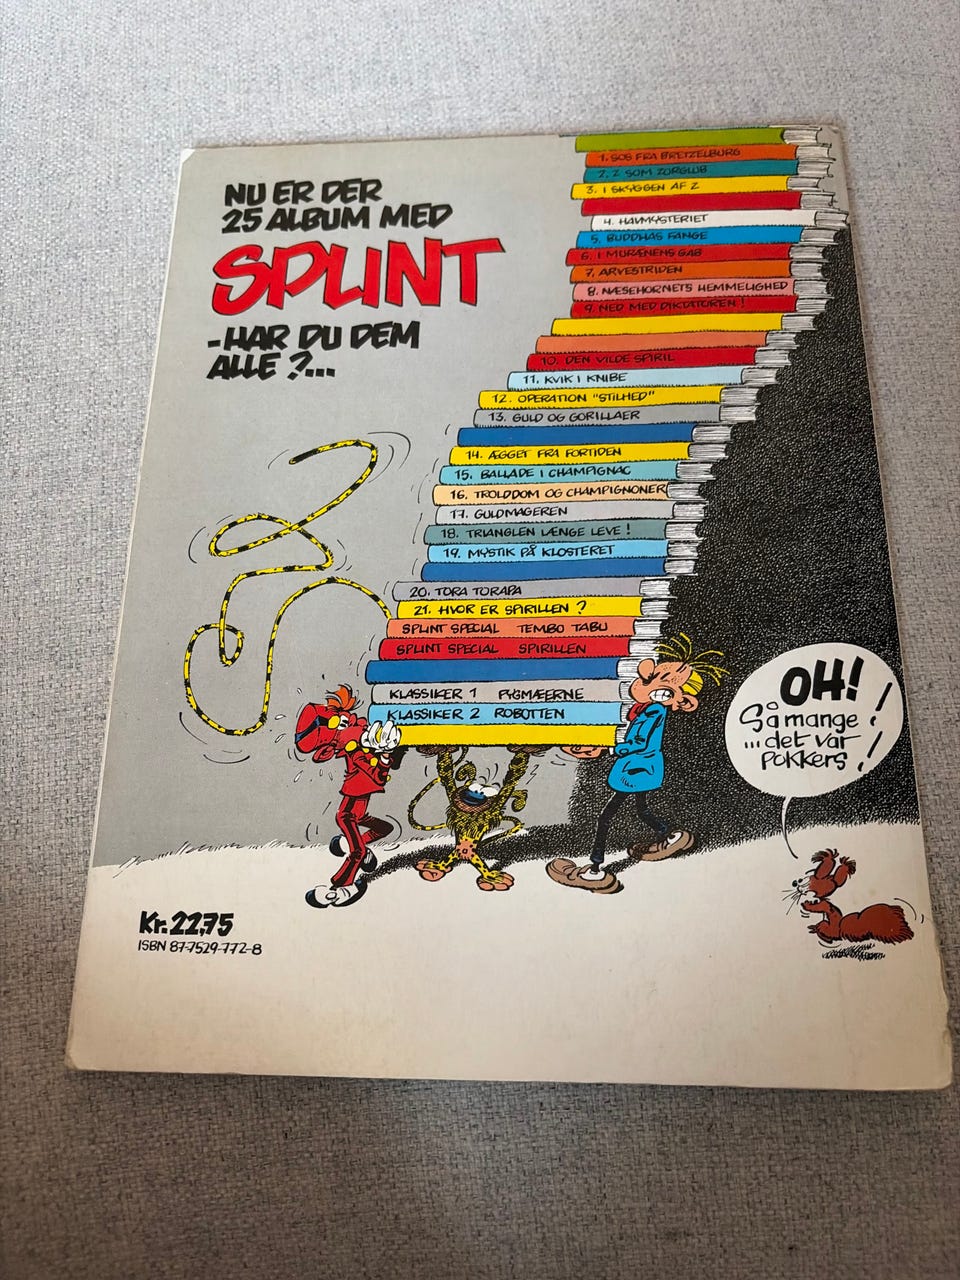 NU ER DER
25 ALBUM MED
SPLINT
-HAR DU DEM
ALLE ?...
1. SOS FRA BRETZELBURG
2. Z SOM ZORGLUB
3. I SKYGGEN AF Z
4. HAVMYSTERIET
5. BUDDHAS FANGE
6. I MURÆNENS GAB
7. ARVESTRIDEN
8. NÆSEHORNETS HEMMELIGHED
9. NED MED DIKTATOREN !
10. DEN VILDE SPIRIL
11. KVIK I KNIBE
12. OPERATION "STILHED"
13. GULD OG GORILLAER
14. ÆGGET FRA FORTIDEN
15. BALLADE I CHAMPIGNAC
16. TROLDDOM OG CHAMPIGNONER
17. GULDMAGEREN
18. TRIANGLEN LÆNGE LEVE !
19. MYSTIK PÅ KLOSTERET
20. TORA TORAPA
21. HVOR ER SPIRILLEN ?
SPLINT SPECIAL TEMBO TABU
SPLINT SPECIAL SPIRILLEN
KLASSIKER 1 PYGMÆERNE
KLASSIKER 2 ROBOTTEN
OH!
Så mange !
...det var
pokkers !
Kr. 22,75
ISBN 87-7529-772-8